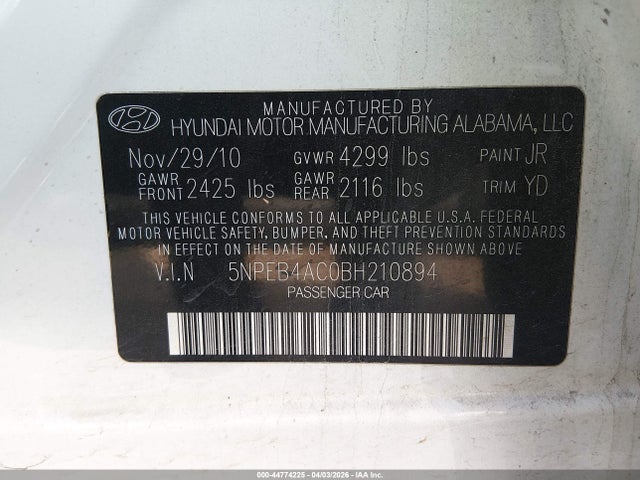 MANUFACTURED BY
HYUNDAI MOTOR MANUFACTURING ALABAMA, LLC
Nov/29/10 GVWR 4299 lbs PAINT JR
GAWR FRONT 2425 lbs GAWR REAR 2116 lbs TRIM YD
THIS VEHICLE CONFORMS TO ALL APPLICABLE U.S.A. FEDERAL
MOTOR VEHICLE SAFETY, BUMPER, AND THEFT PREVENTION STANDARDS
IN EFFECT ON THE DATE OF MANUFACTURE SHOWN ABOVE
V.I.N 5NPEB4AC0BH210894
PASSENGER CAR
000-44774225 | 04/03/2026 | IAA Inc.